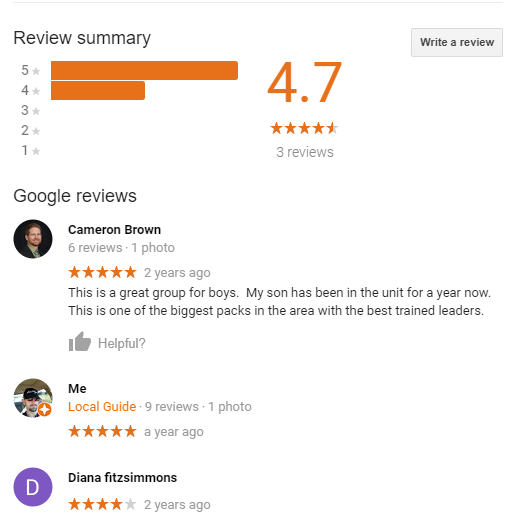 Review summary
Write a review
5
4
3
2
1
4.7
3 reviews
Google reviews
Cameron Brown
6 reviews · 1 photo
2 years ago
This is a great group for boys.  My son has been in the unit for a year now.
This is one of the biggest packs in the area with the best trained leaders.
Helpful?
Me
Local Guide · 9 reviews · 1 photo
a year ago
D
Diana fitzsimmons
2 years ago